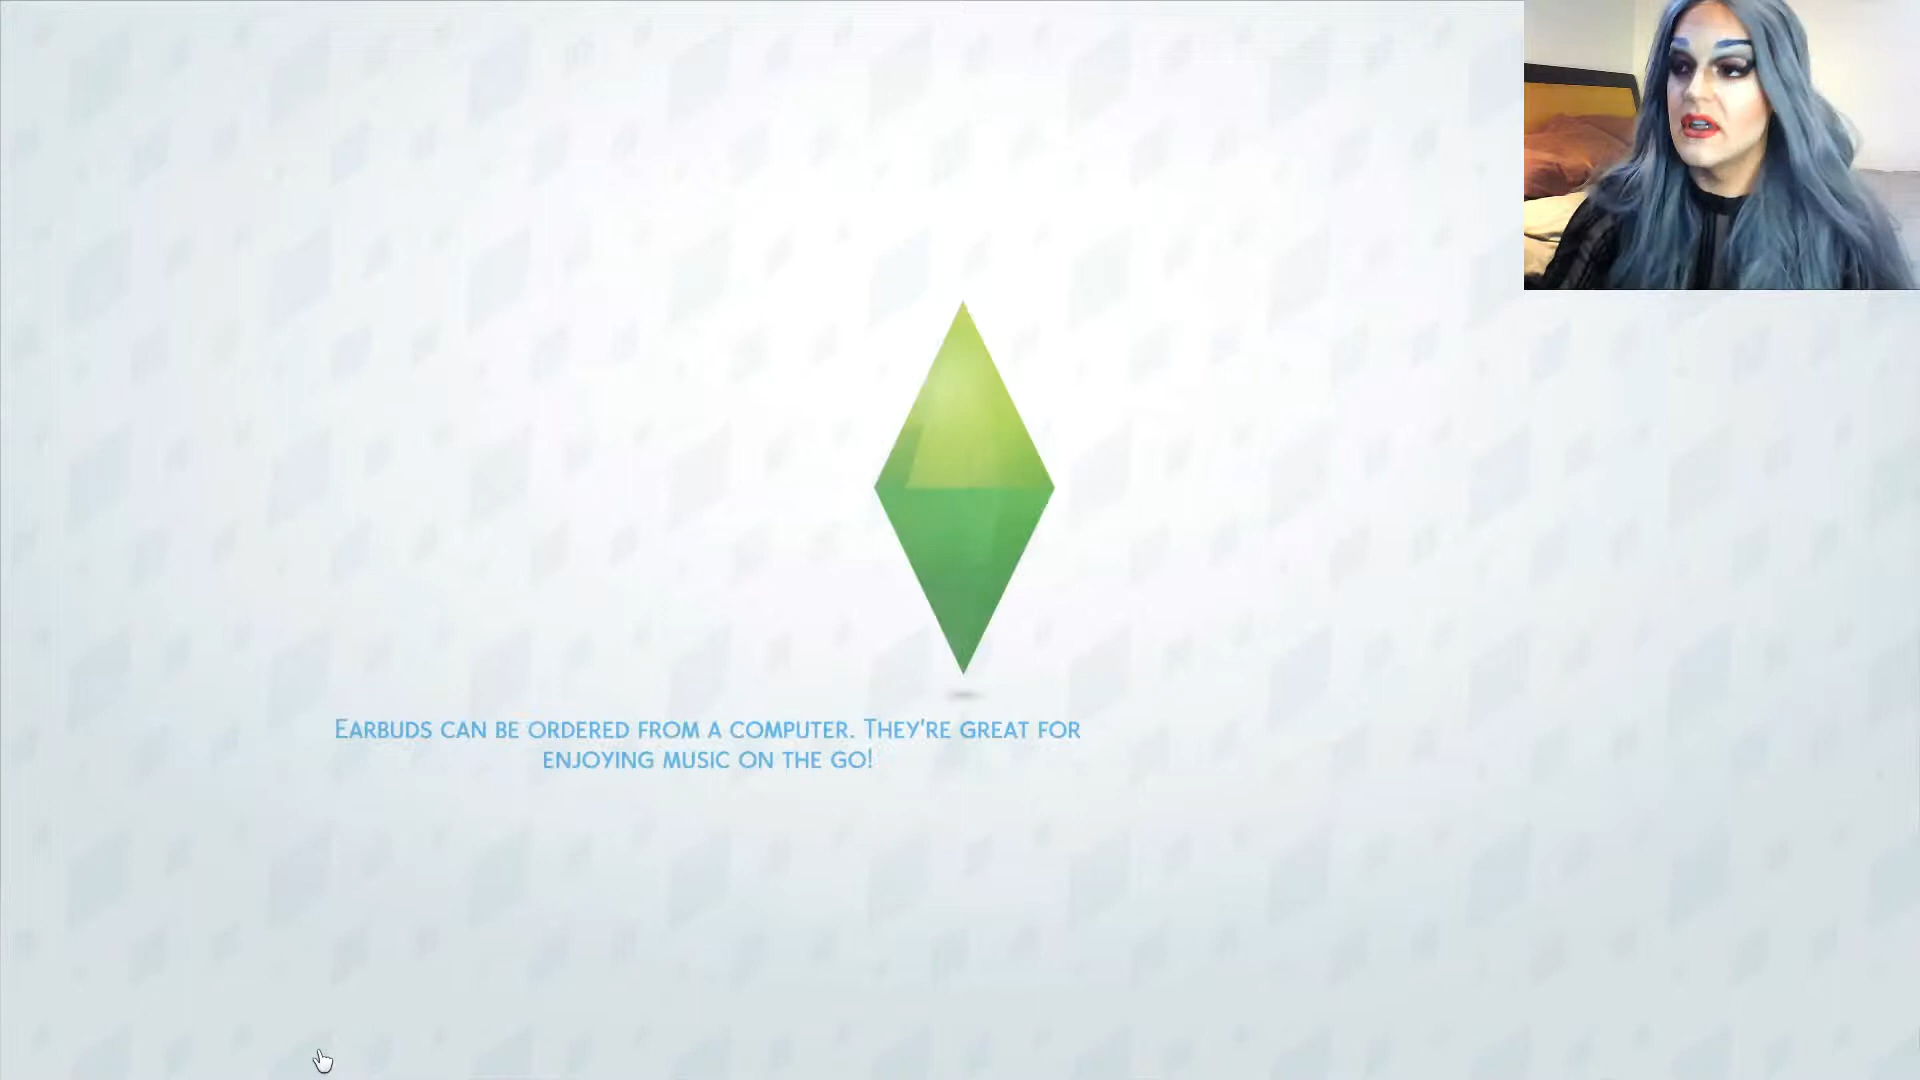 EARBUDS CAN BE ORDERED FROM A COMPUTER. THEY'RE GREAT FOR
ENJOYING MUSIC ON THE GO!